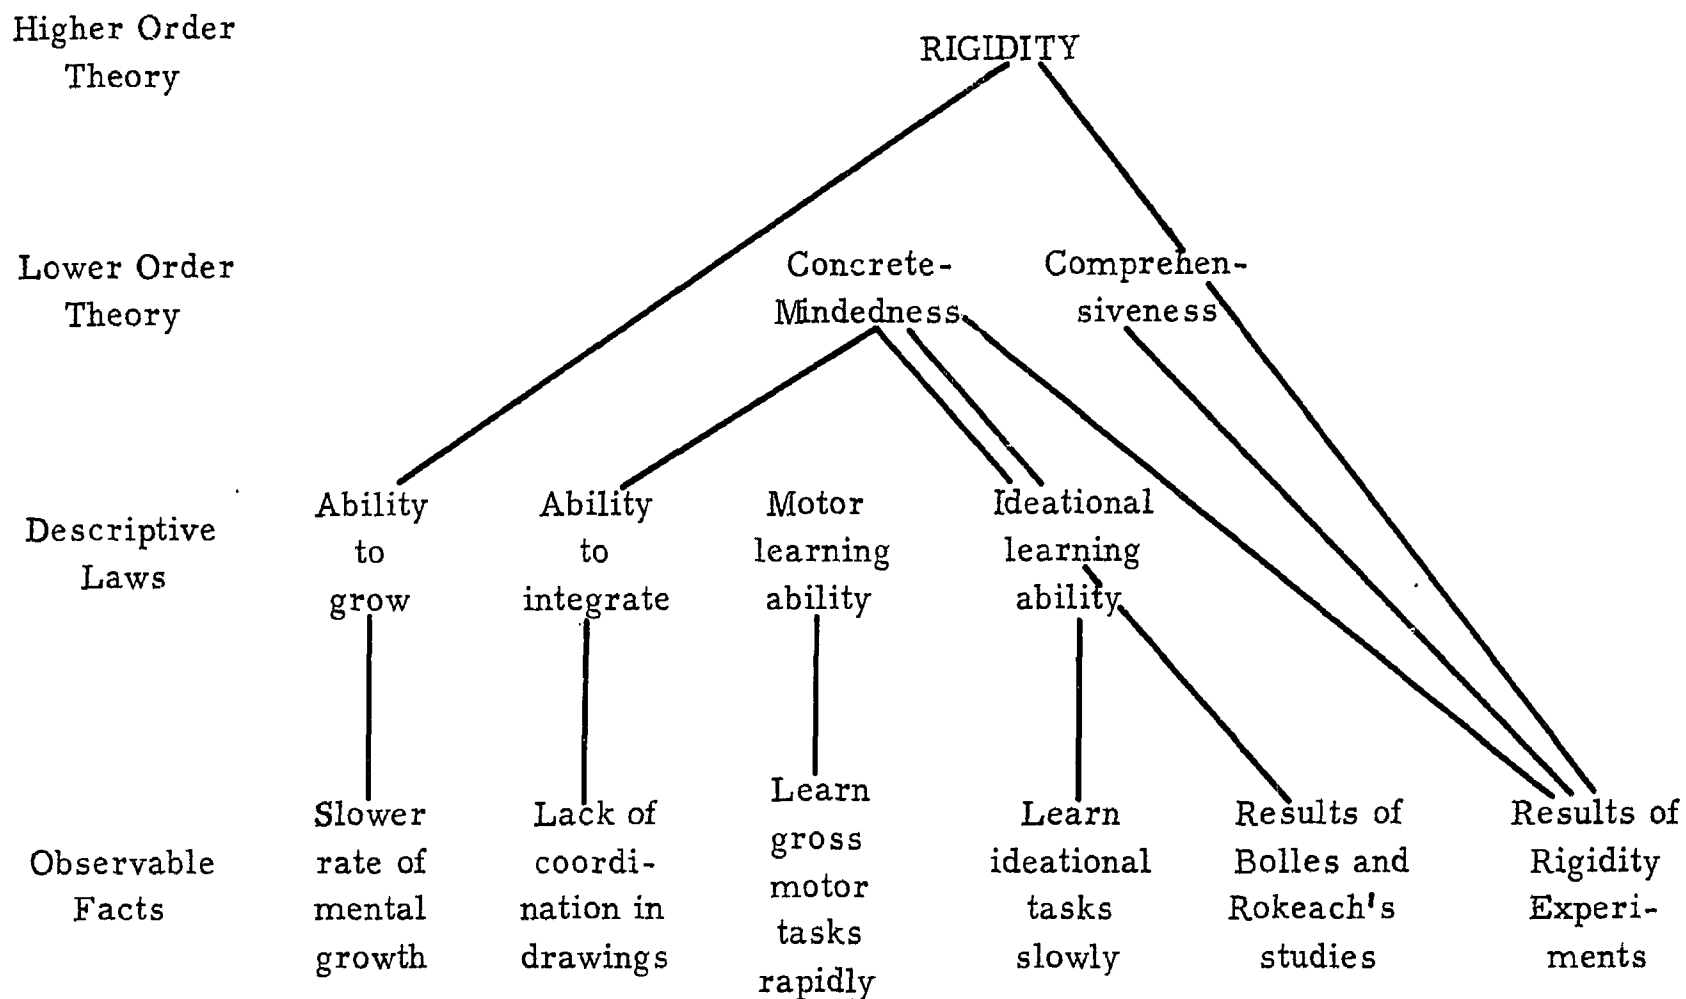 Higher Order
Theory
RIGIDITY
Lower Order
Theory
Concrete-
Mindedness
Comprehen-
siveness
Descriptive
Laws
Ability
to
grow
Ability
to
integrate
Motor
learning
ability
Ideational
learning
ability
Observable
Facts
Slower
rate of
mental
growth
Lack of
coordi-
nation in
drawings
Learn
gross
motor
tasks
rapidly
Learn
ideational
tasks
slowly
Results of
Bolles and
Rokeach's
studies
Results of
Rigidity
Experi-
ments